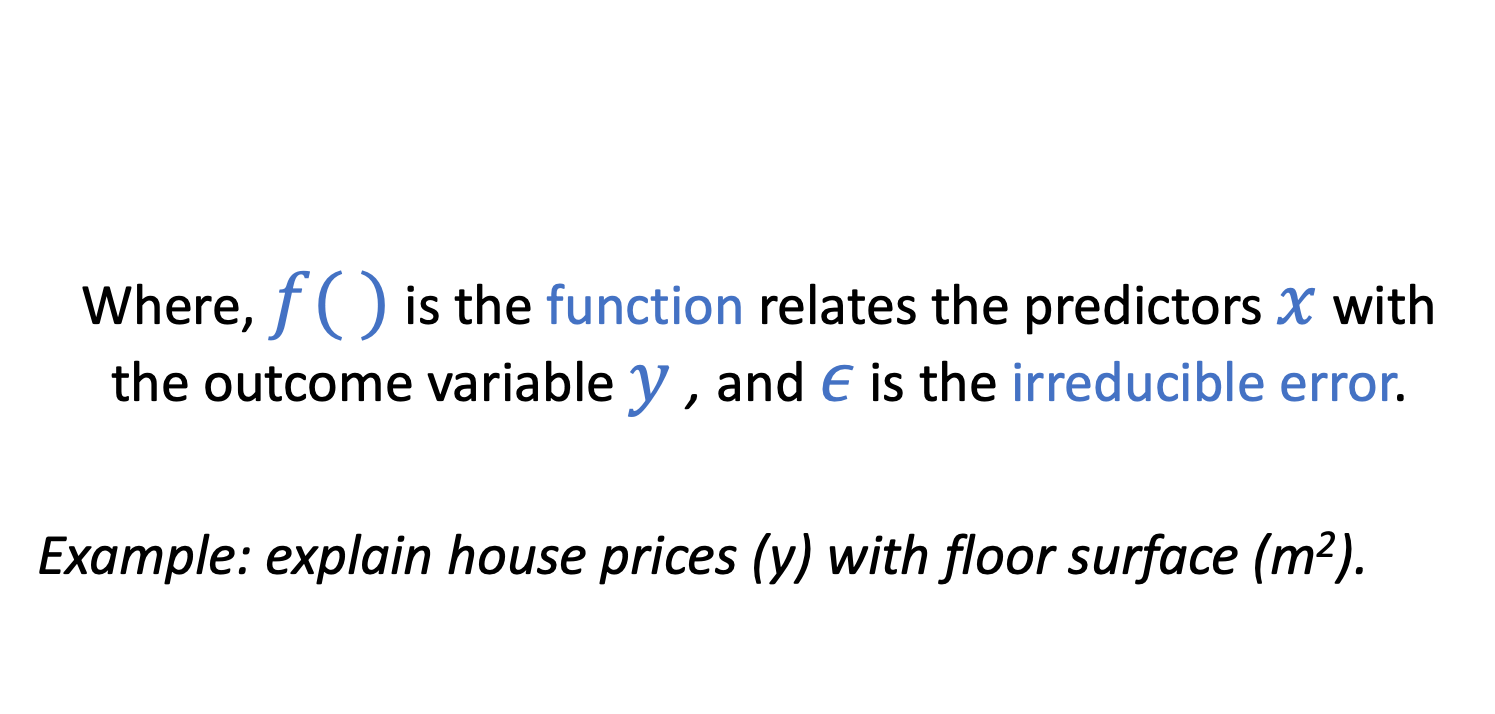 Where, f( ) is the function relates the predictors x with
the outcome variable y , and ϵ is the irreducible error.
Example: explain house prices (y) with floor surface (m²).